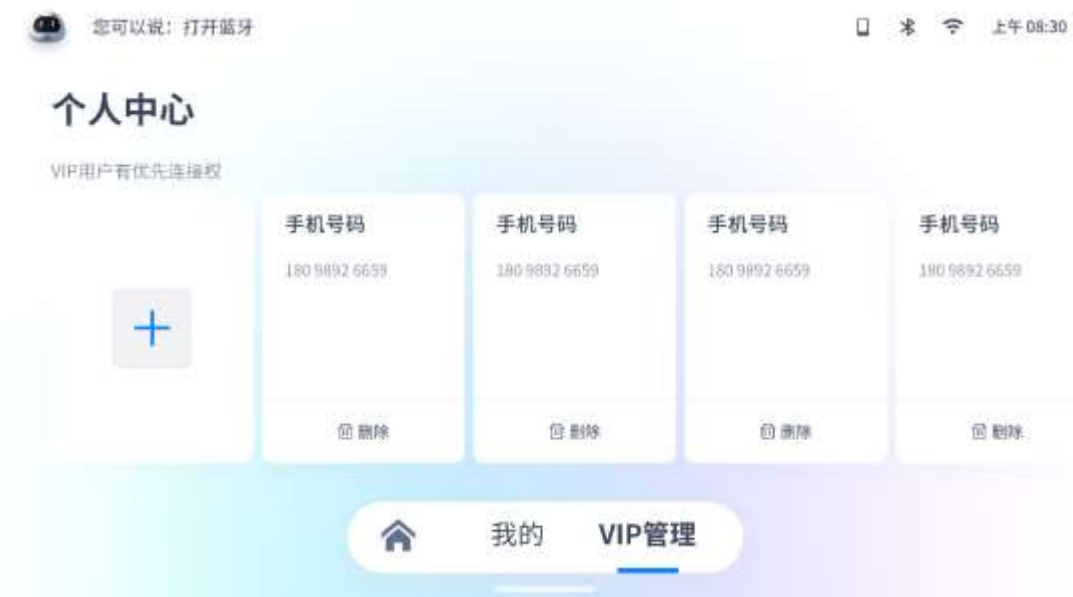 您可以说：打开蓝牙
上午 08:30
个人中心
VIP用户有优先连接权
手机号码 手机号码 手机号码 手机号码
180 9892 6659 180 9892 6659 180 9892 6659 180 9892 6659
删除 删除 删除 删除
我的 VIP管理